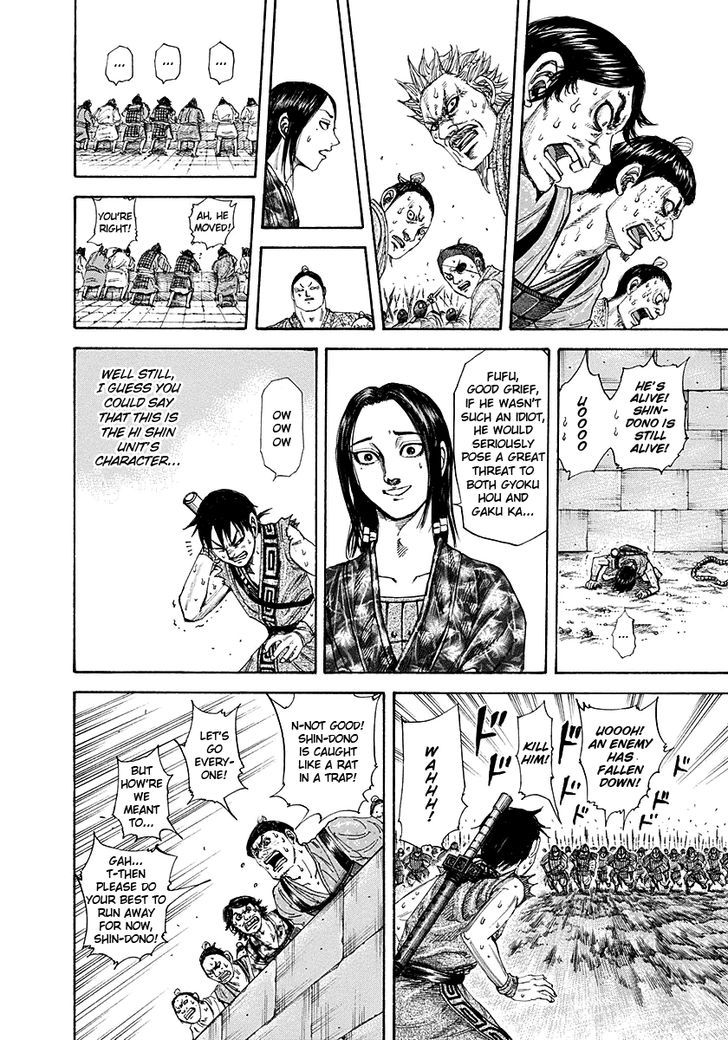 ...
...
...
AH, HE
MOVED!
YOU'RE
RIGHT!
HE'S
ALIVE!
SHIN-
DONO IS
STILL
ALIVE!
UOOOO
...
FUFU,
GOOD GRIEF,
IF HE WASN'T
SUCH AN IDIOT,
HE WOULD
SERIOUSLY
POSE A GREAT
THREAT TO
BOTH GYOKU
HOU AND
GAKU KA...
OW
OW
OW
WELL STILL,
I GUESS YOU
COULD SAY
THAT THIS IS
THE HI SHIN
UNIT'S
CHARACTER...
UOOOH!
AN ENEMY
HAS
FALLEN
DOWN!
KILL
HIM!
ドドド
ドド
WAHHH!
N-NOT GOOD!
SHIN-DONO
IS CAUGHT
LIKE A RAT
IN A TRAP!
LET'S
GO
EVERY-
ONE!
BUT
HOW'RE
WE
MEANT
TO...
GAH...
T-THEN
PLEASE DO
YOUR BEST TO
RUN AWAY
FOR NOW,
SHIN-DONO!